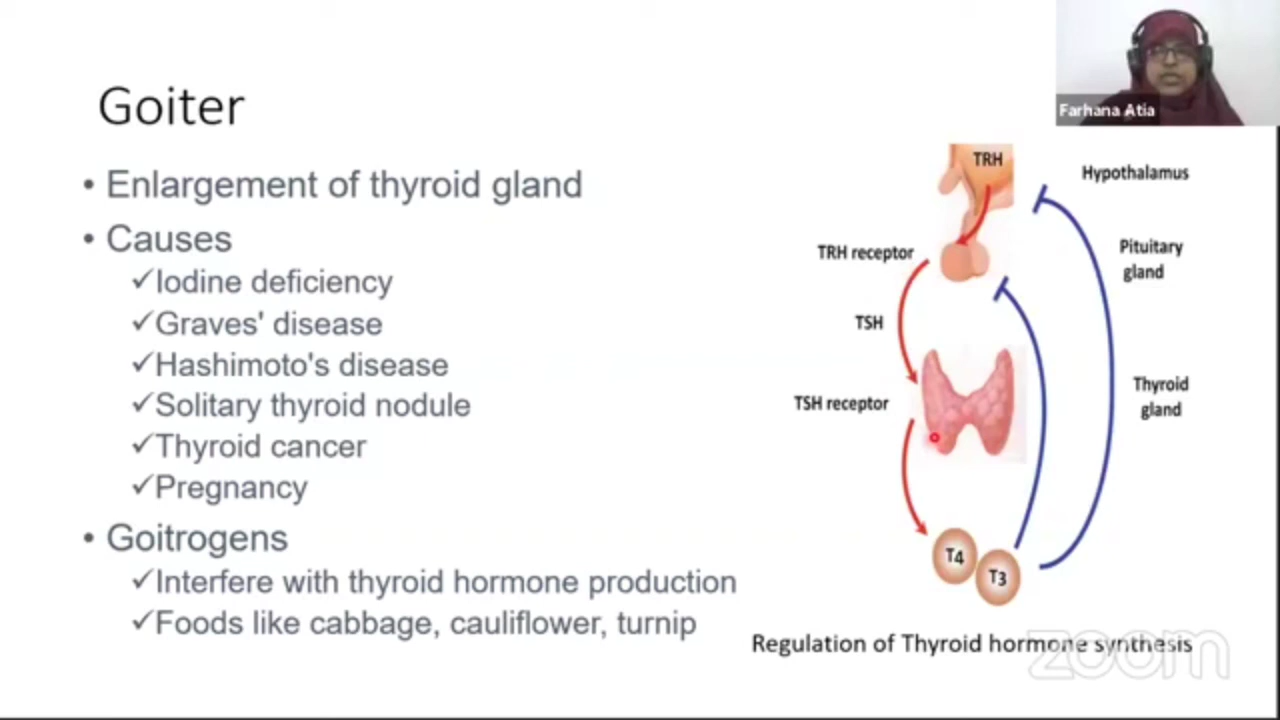 Goiter
• Enlargement of thyroid gland
• Causes
✓Iodine deficiency
✓Graves' disease
✓Hashimoto's disease
✓Solitary thyroid nodule
✓Thyroid cancer
✓Pregnancy
• Goitrogens
✓Interfere with thyroid hormone production
✓Foods like cabbage, cauliflower, turnip
Farhana Atia
TRH
Hypothalamus
TRH receptor
Pituitary
gland
TSH
TSH receptor
Thyroid
gland
T4
T3
Regulation of Thyroid hormone synthesis
zoom